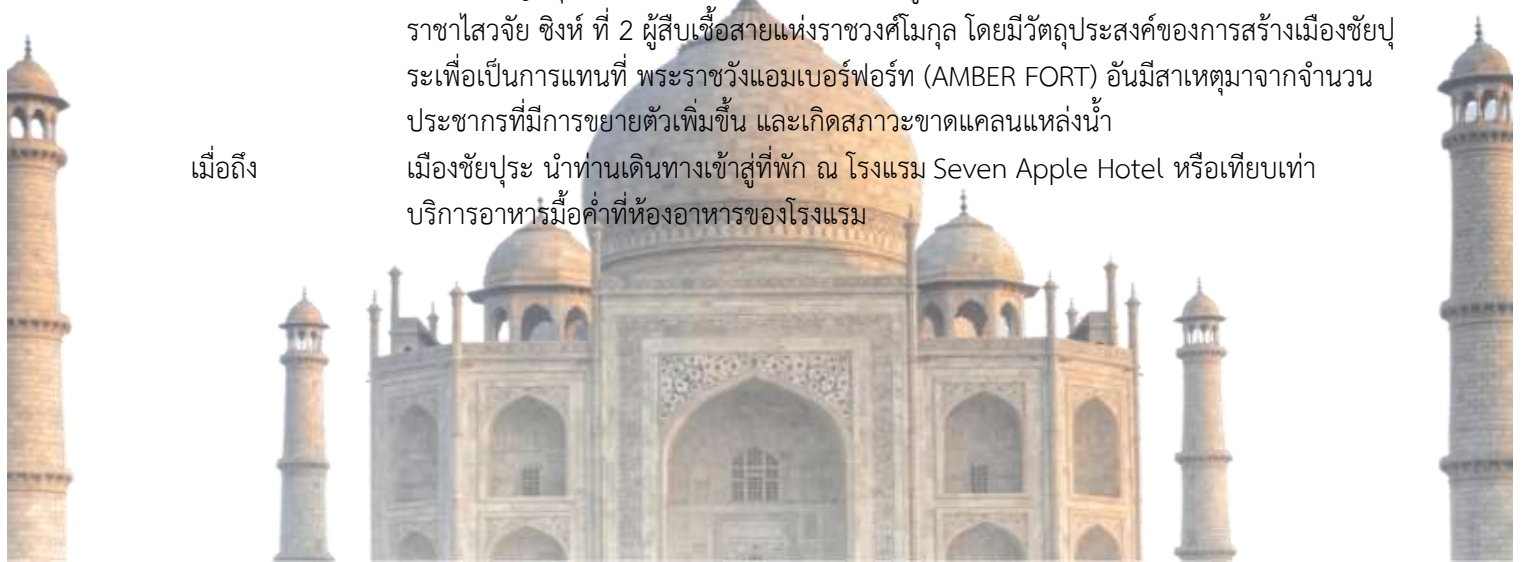 ราชาไสวจัย ซิงห์ ที่ 2 ผู้สืบเชื้อสายแห่งราชวงศ์โมกุล โดยมีวัตถุประสงค์ของการสร้างเมืองชัยปุ
ระเพื่อเป็นการแทนที่ พระราชวังแอมเบอร์ฟอร์ท (AMBER FORT) อันมีสาเหตุมาจากจำนวน
ประชากรที่มีการขยายตัวเพิ่มขึ้น และเกิดสภาวะขาดแคลนแหล่งน้ำ
เมื่อถึง เมืองชัยปุระ นำท่านเดินทางเข้าสู่ที่พัก ณ โรงแรม Seven Apple Hotel หรือเทียบเท่า
บริการอาหารมื้อค่ำที่ห้องอาหารของโรงแรม